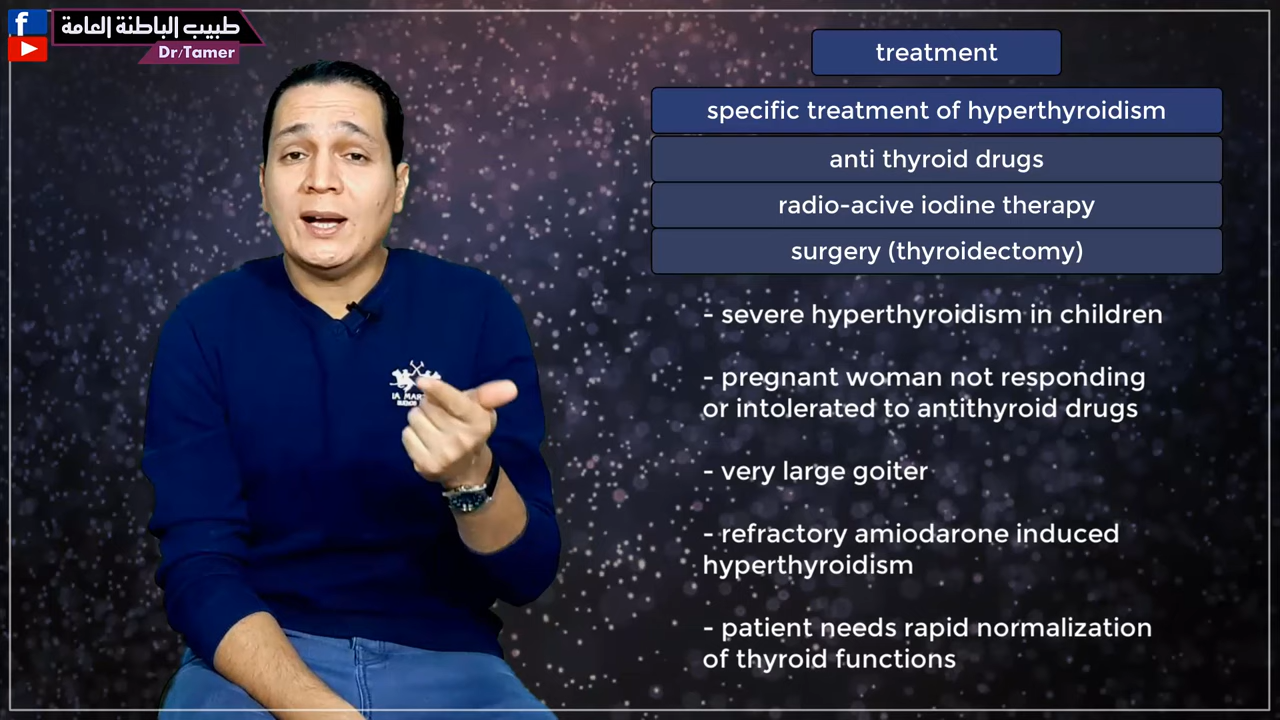 f
طبيب الباطنة العامة
Dr/Tamer
treatment
specific treatment of hyperthyroidism
anti thyroid drugs
radio-acive iodine therapy
surgery (thyroidectomy)
- severe hyperthyroidism in children
- pregnant woman not responding
or intolerated to antithyroid drugs
- very large goiter
- refractory amiodarone induced
hyperthyroidism
- patient needs rapid normalization
of thyroid functions